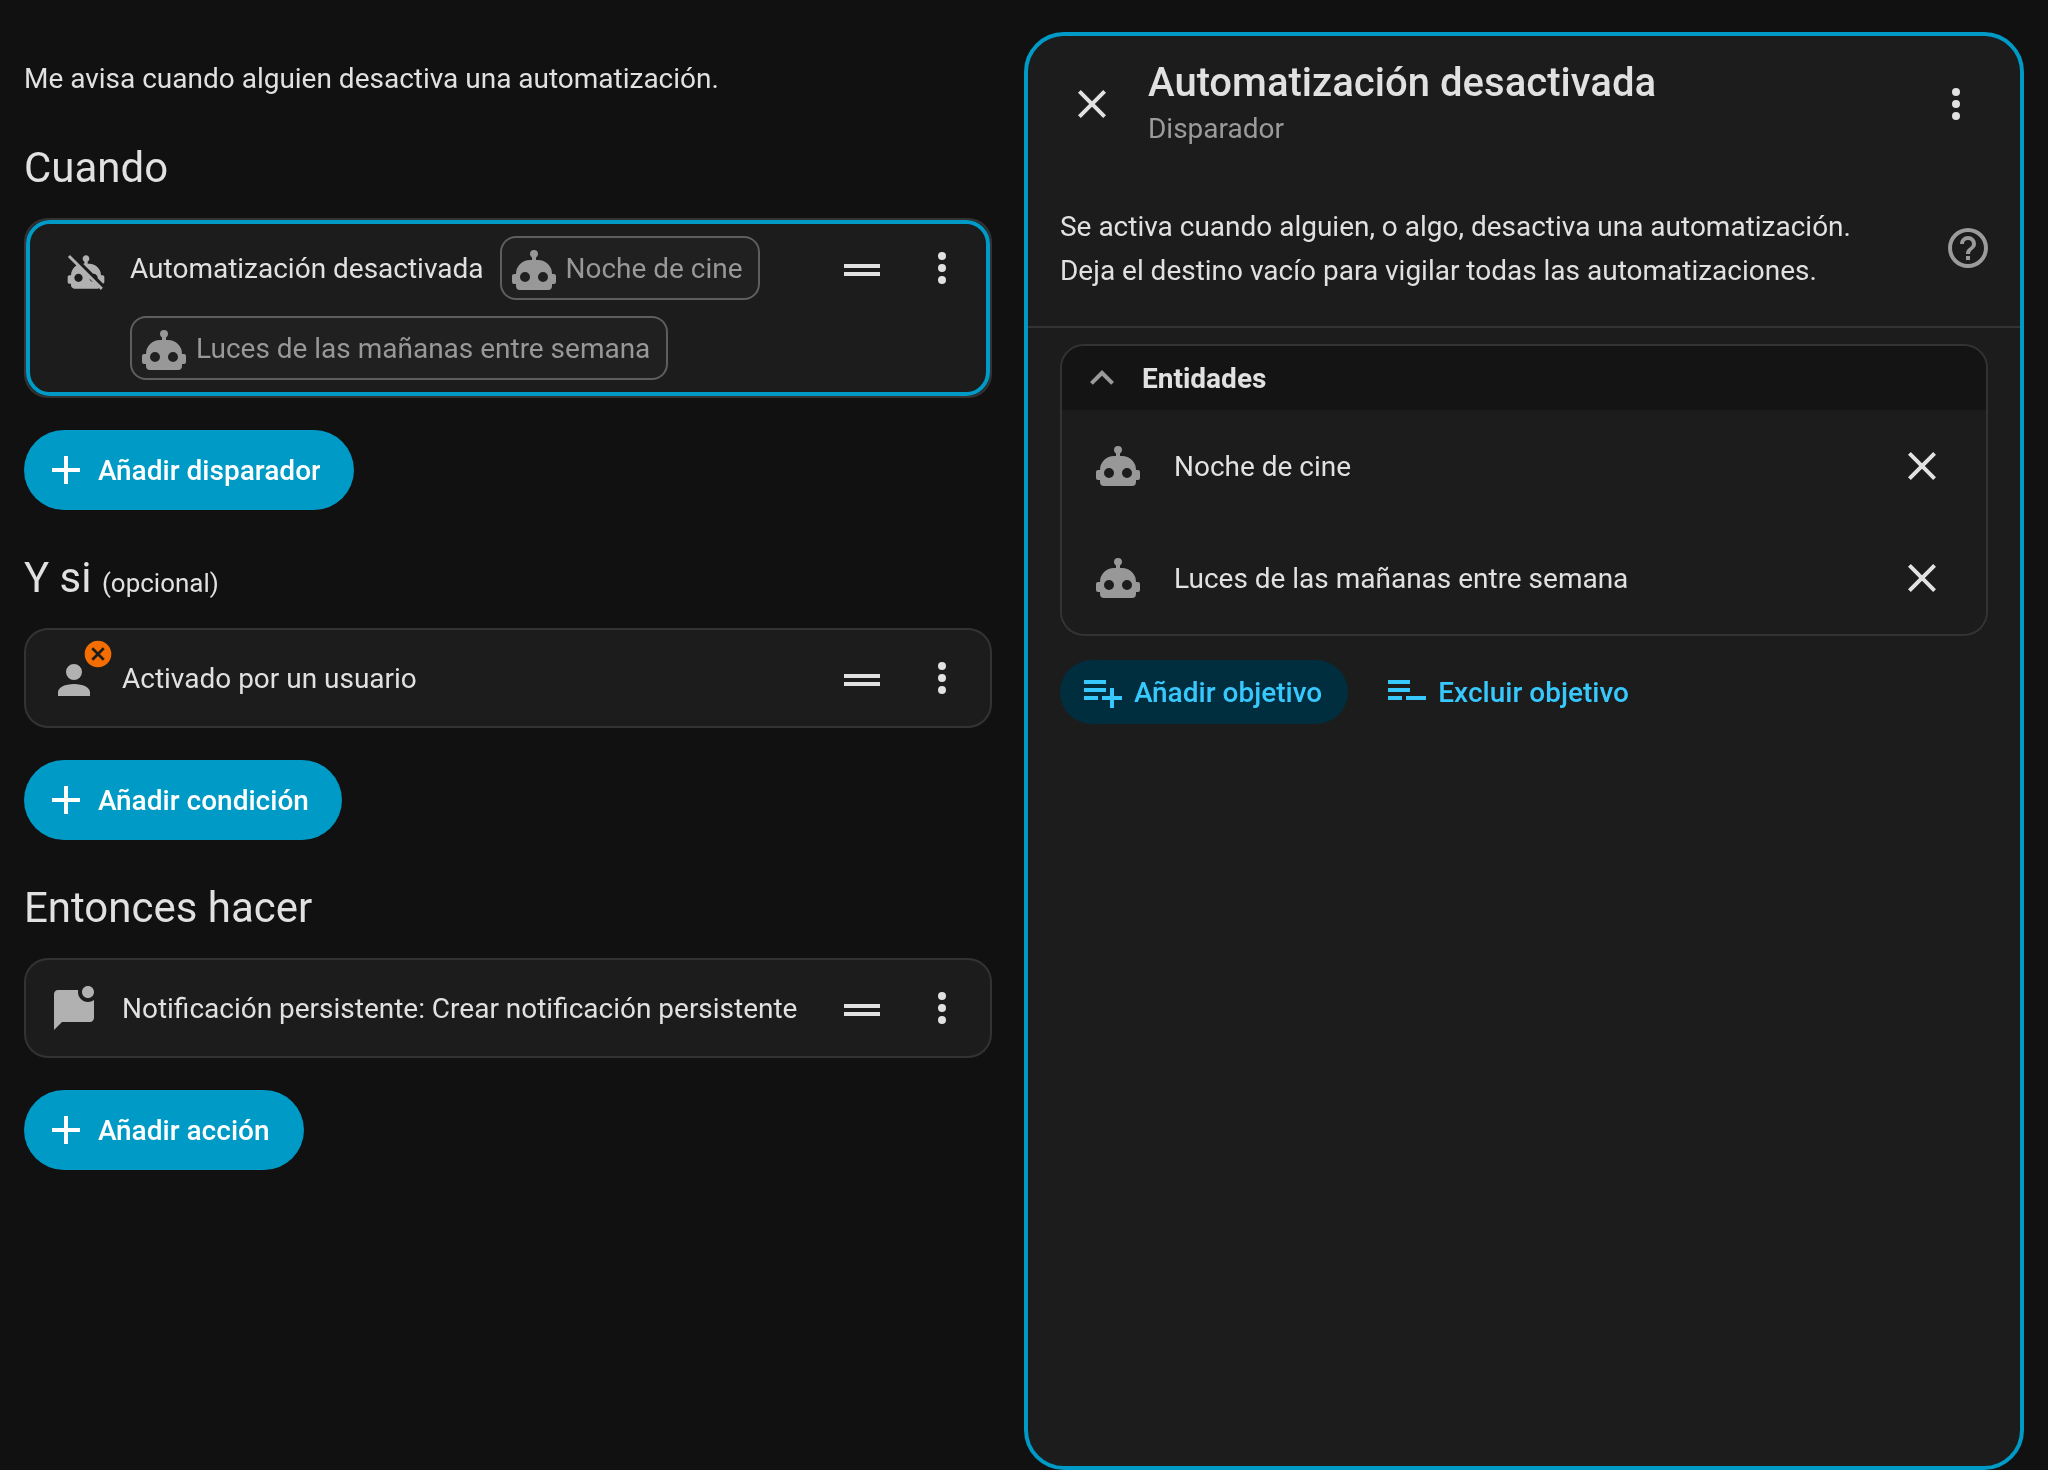 Me avisa cuando alguien desactiva una automatización.
Cuando
Automatización desactivada
Noche de cine
Luces de las mañanas entre semana
Añadir disparador
Y si (opcional)
Activado por un usuario
Añadir condición
Entonces hacer
Notificación persistente: Crear notificación persistente
Añadir acción
Automatización desactivada
Disparador
Se activa cuando alguien, o algo, desactiva una automatización.
Deja el destino vacío para vigilar todas las automatizaciones.
Entidades
Noche de cine
Luces de las mañanas entre semana
Añadir objetivo
Excluir objetivo